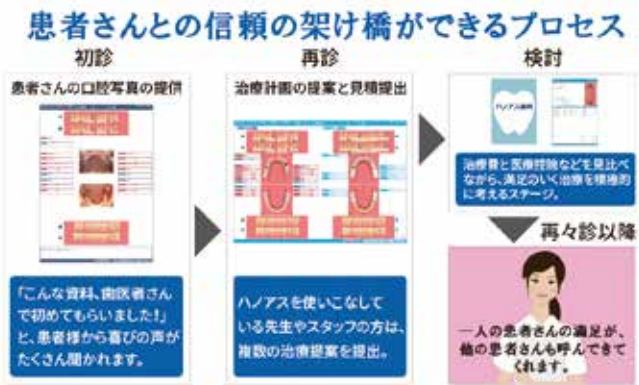 患者さんとの信頼の架け橋ができるプロセス
初診
患者さんの口腔写真の提供
「こんな資料、歯医者さん
で初めてもらいました！」
と、患者様から喜びの声が
たくさん聞かれます。
再診
治療計画の提案と見積提出
ハノアスを使いこなして
いる先生やスタッフの方は、
複数の治療提案を提出。
検討
ハノアス歯科
治療費と医療控除などを見比べ
ながら、満足のいく治療を積極的
に考えるステージ。
再々診以降
一人の患者さんの満足が、
他の患者さんも呼んできて
くれます。